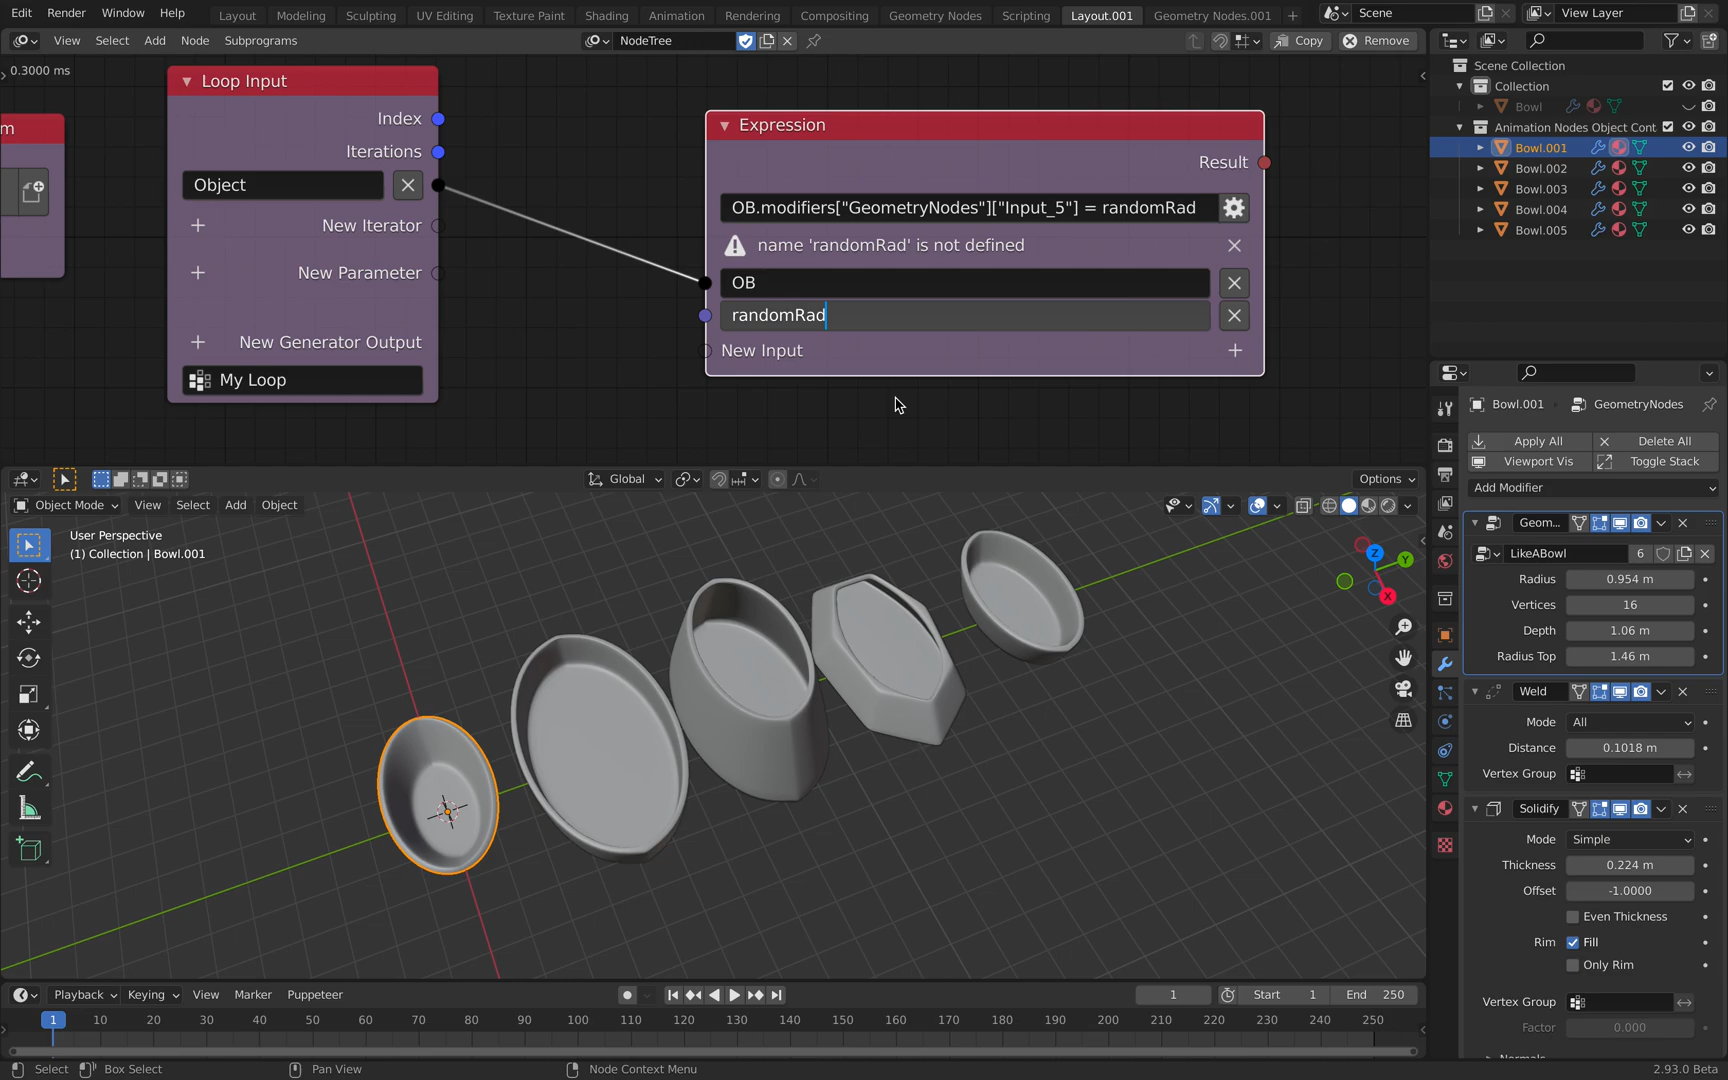 Edit Render Window Help Layout Modeling Sculpting UV Editing Texture Paint Shading Animation Rendering Compositing Geometry Nodes Scripting Layout.001 Geometry Nodes.001 Scene View Layer
View Select Add Node Subprograms NodeTree Copy Remove
0.3000 ms
Loop Input
Index
Iterations
Object
New Iterator
New Parameter
New Generator Output
My Loop
m
Expression
Result
OB.modifiers["GeometryNodes"]["Input_5"] = randomRad
name 'randomRad' is not defined
OB
randomRad
New Input
Scene Collection
Collection
Bowl
Animation Nodes Object Cont
Bowl.001
Bowl.002
Bowl.003
Bowl.004
Bowl.005
Global Options
Object Mode View Select Add Object
User Perspective
(1) Collection | Bowl.001
Z
Y
X
Bowl.001 GeometryNodes
Apply All Delete All
Viewport Vis Toggle Stack
Add Modifier
Geom...
LikeABowl 6
Radius 0.954 m
Vertices 16
Depth 1.06 m
Radius Top 1.46 m
Weld
Mode All
Distance 0.1018 m
Vertex Group
Solidify
Mode Simple
Thickness 0.224 m
Offset -1.0000
Even Thickness
Rim Fill
Only Rim
Vertex Group
Factor 0.000
Normals
Playback Keying View Marker Puppeteer 1 Start 1 End 250
1 10 20 30 40 50 60 70 80 90 100 110 120 130 140 150 160 170 180 190 200 210 220 230 240 250
Select Box Select Pan View Node Context Menu 2.93.0 Beta